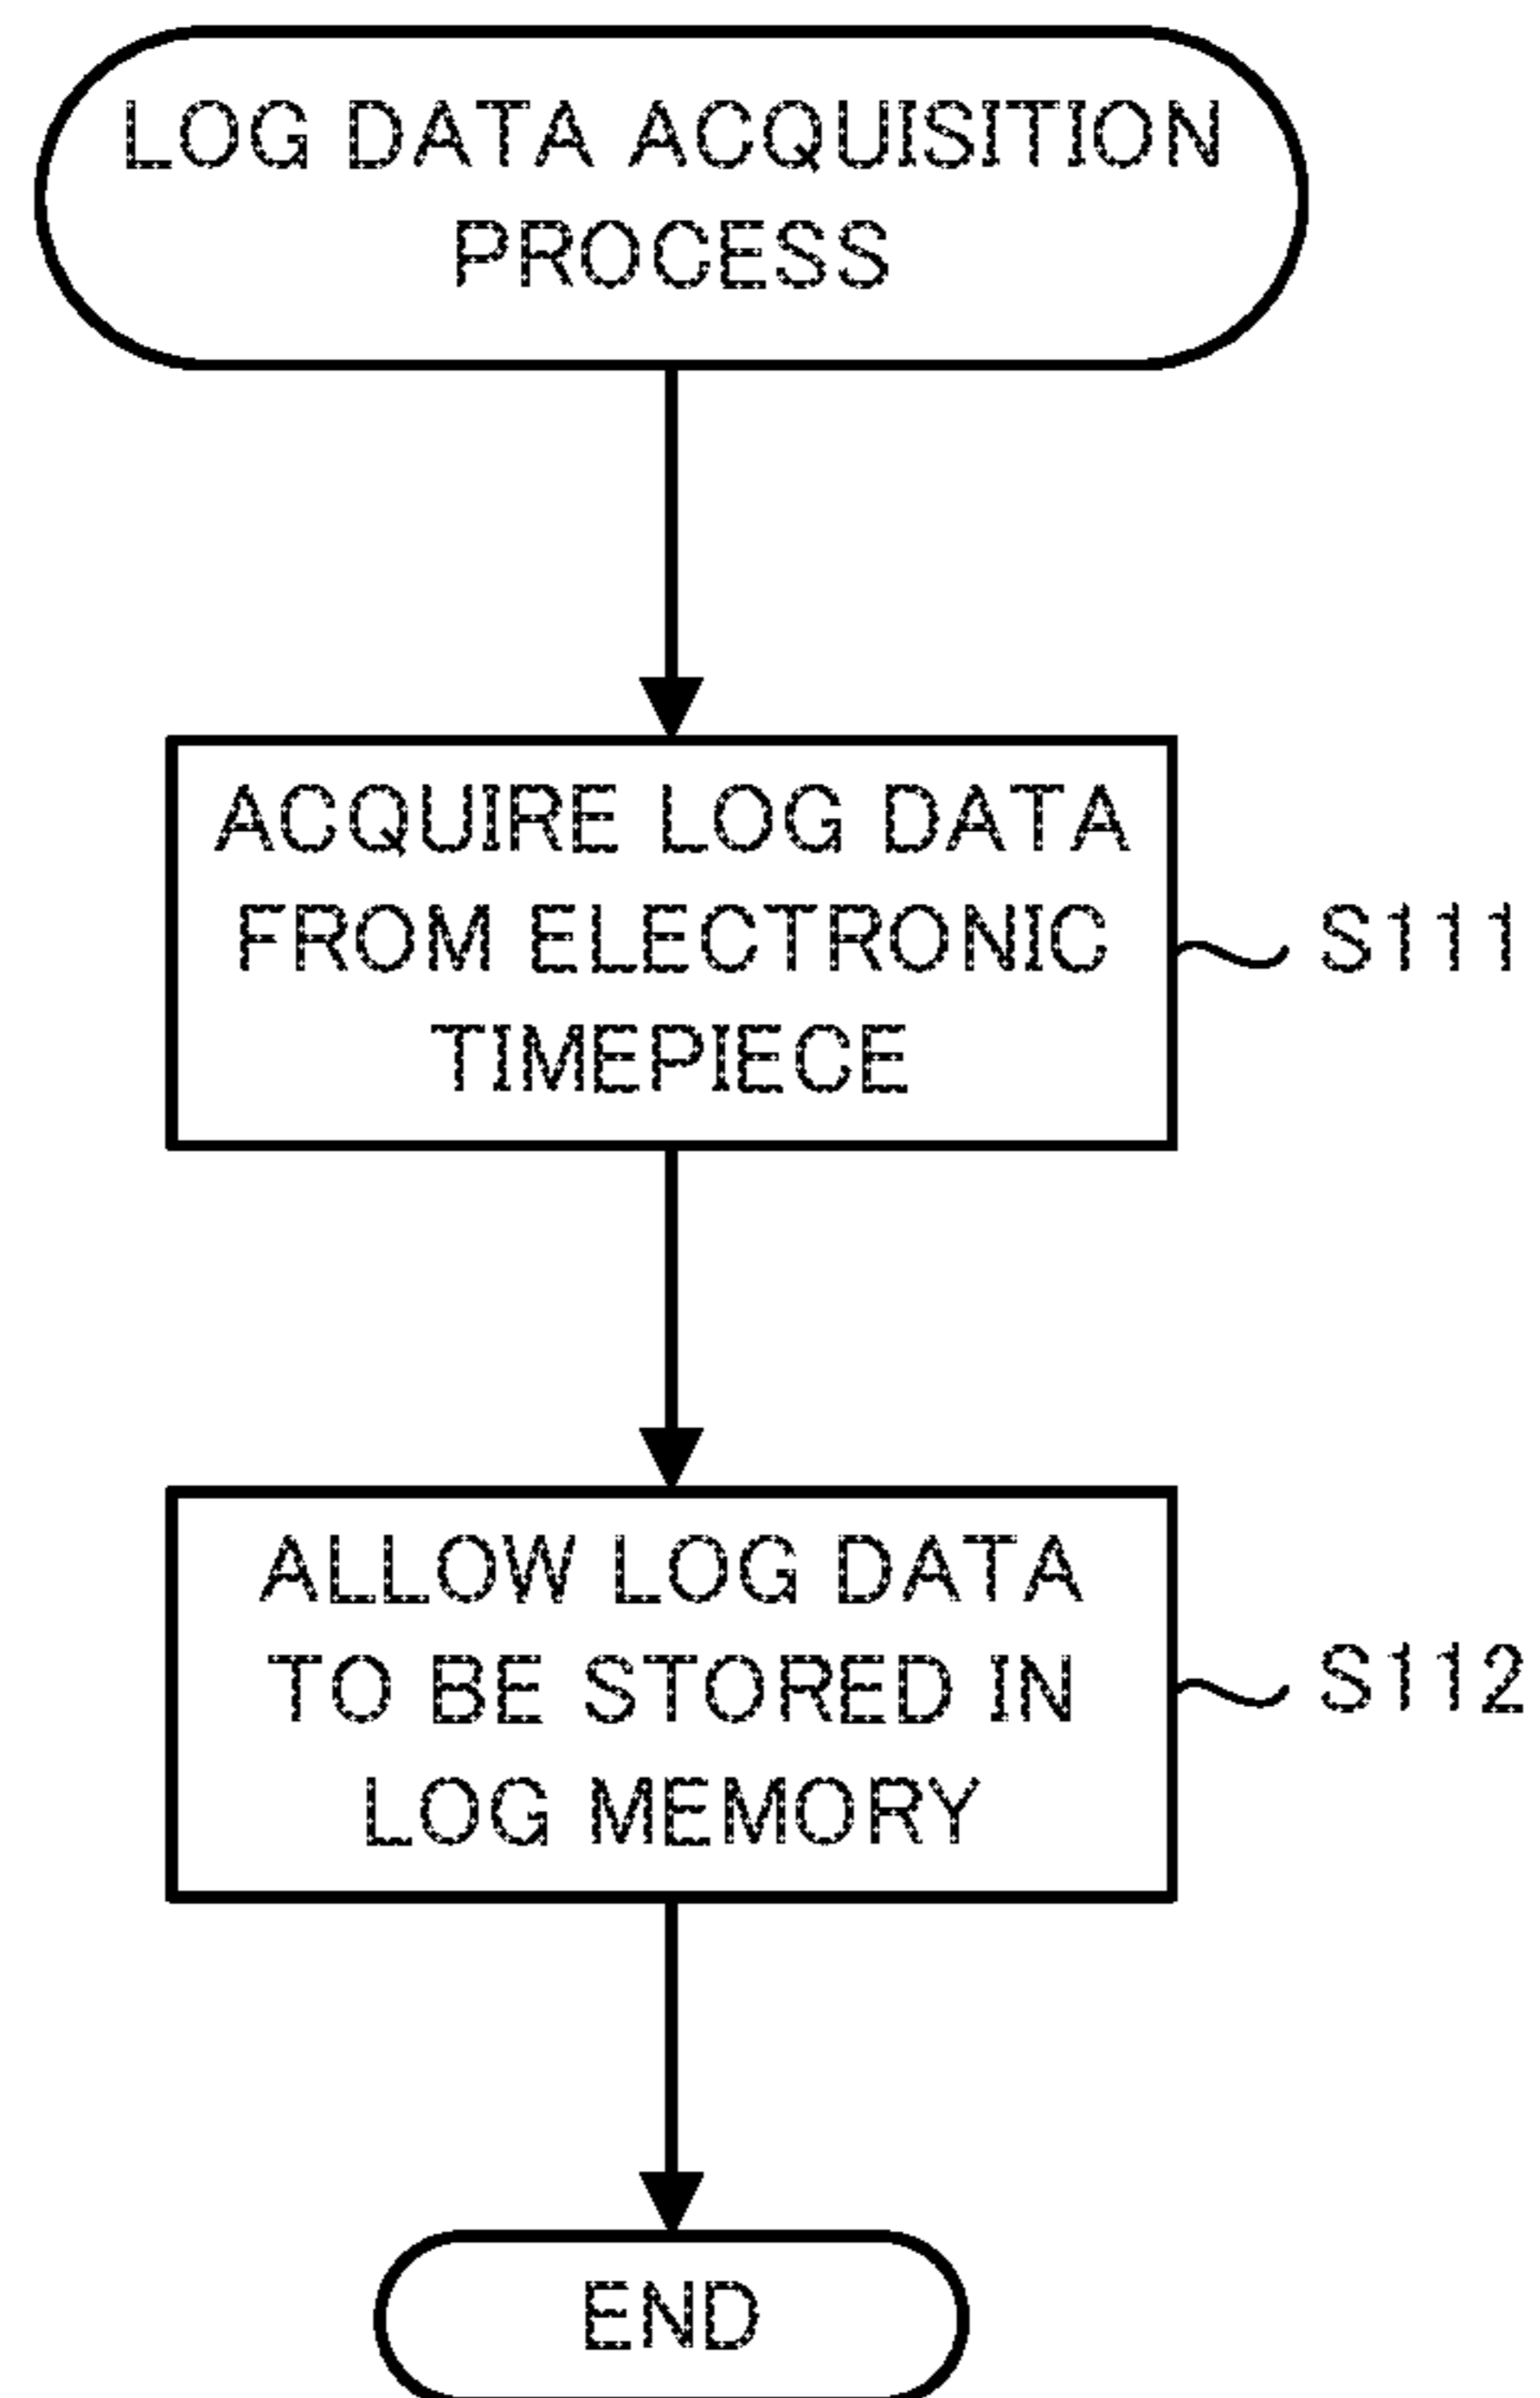 LOG DATA ACQUISITION
PROCESS
ACQUIRE LOG DATA
FROM ELECTRONIC
TIMEPIECE
S111
ALLOW LOG DATA
TO BE STORED IN
LOG MEMORY
S112
END